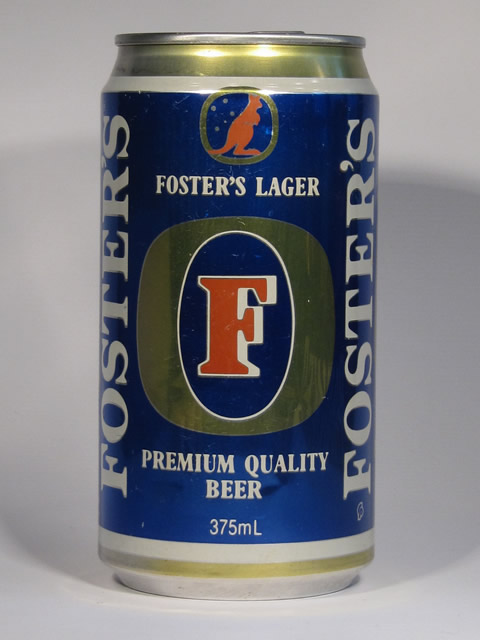 FOSTER'S LAGER
FOSTER'S
F
FOSTER'S
PREMIUM QUALITY
BEER
375mL